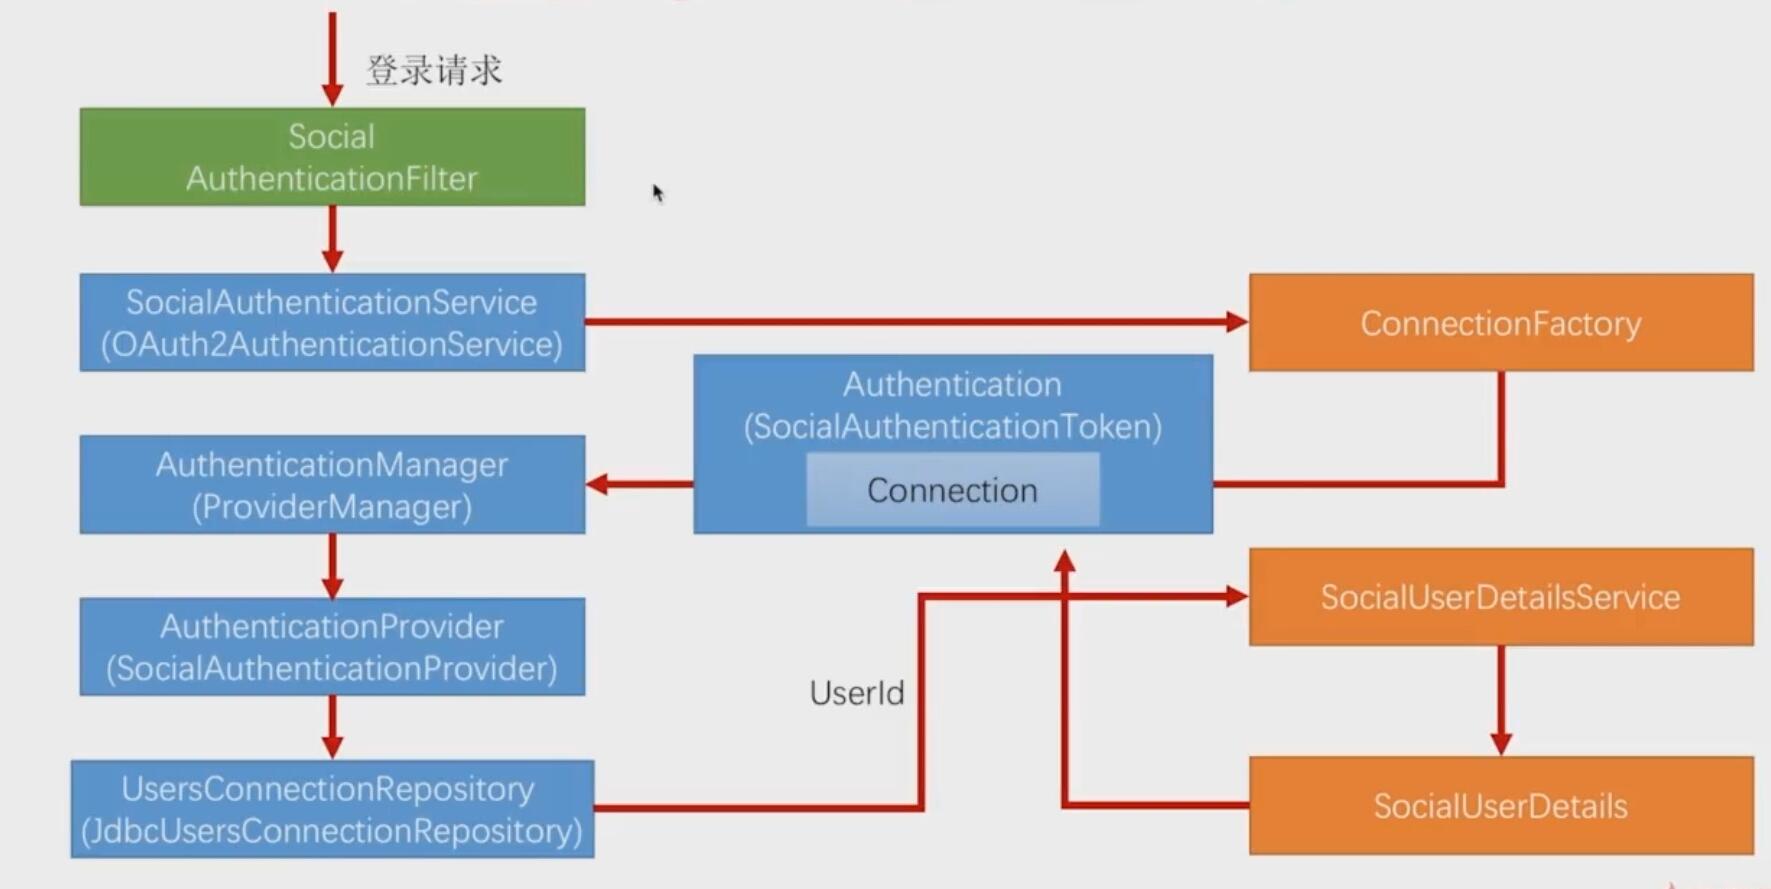 登录请求
Social
AuthenticationFilter
SocialAuthenticationService
(OAuth2AuthenticationService)
ConnectionFactory
Authentication
(SocialAuthenticationToken)
Connection
AuthenticationManager
(ProviderManager)
SocialUserDetailsService
AuthenticationProvider
(SocialAuthenticationProvider)
UserId
UsersConnectionRepository
(JdbcUsersConnectionRepository)
SocialUserDetails